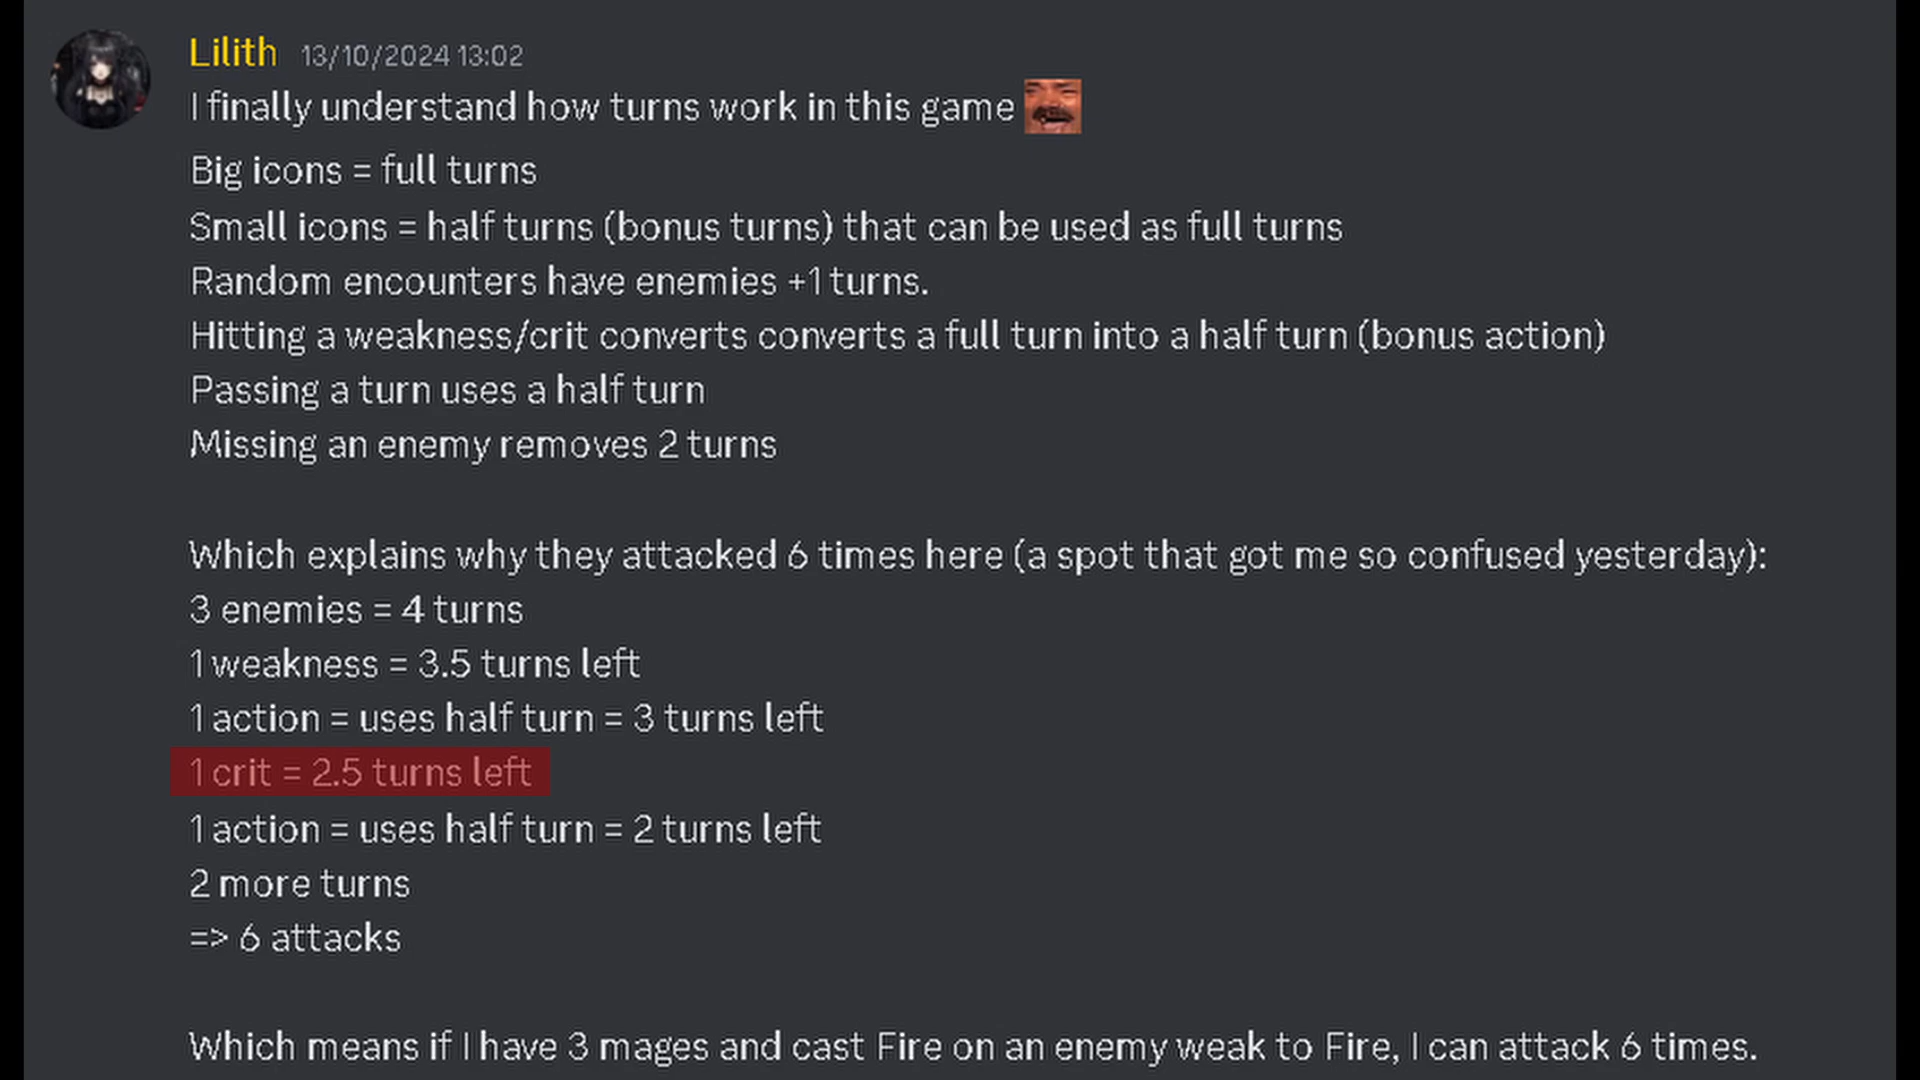 Lilith 13/10/2024 13:02
I finally understand how turns work in this game
Big icons = full turns
Small icons = half turns (bonus turns) that can be used as full turns
Random encounters have enemies +1 turns.
Hitting a weakness/crit converts converts a full turn into a half turn (bonus action)
Passing a turn uses a half turn
Missing an enemy removes 2 turns
Which explains why they attacked 6 times here (a spot that got me so confused yesterday):
3 enemies = 4 turns
1 weakness = 3.5 turns left
1 action = uses half turn = 3 turns left
1 crit = 2.5 turns left
1 action = uses half turn = 2 turns left
2 more turns
=> 6 attacks
Which means if I have 3 mages and cast Fire on an enemy weak to Fire, I can attack 6 times.